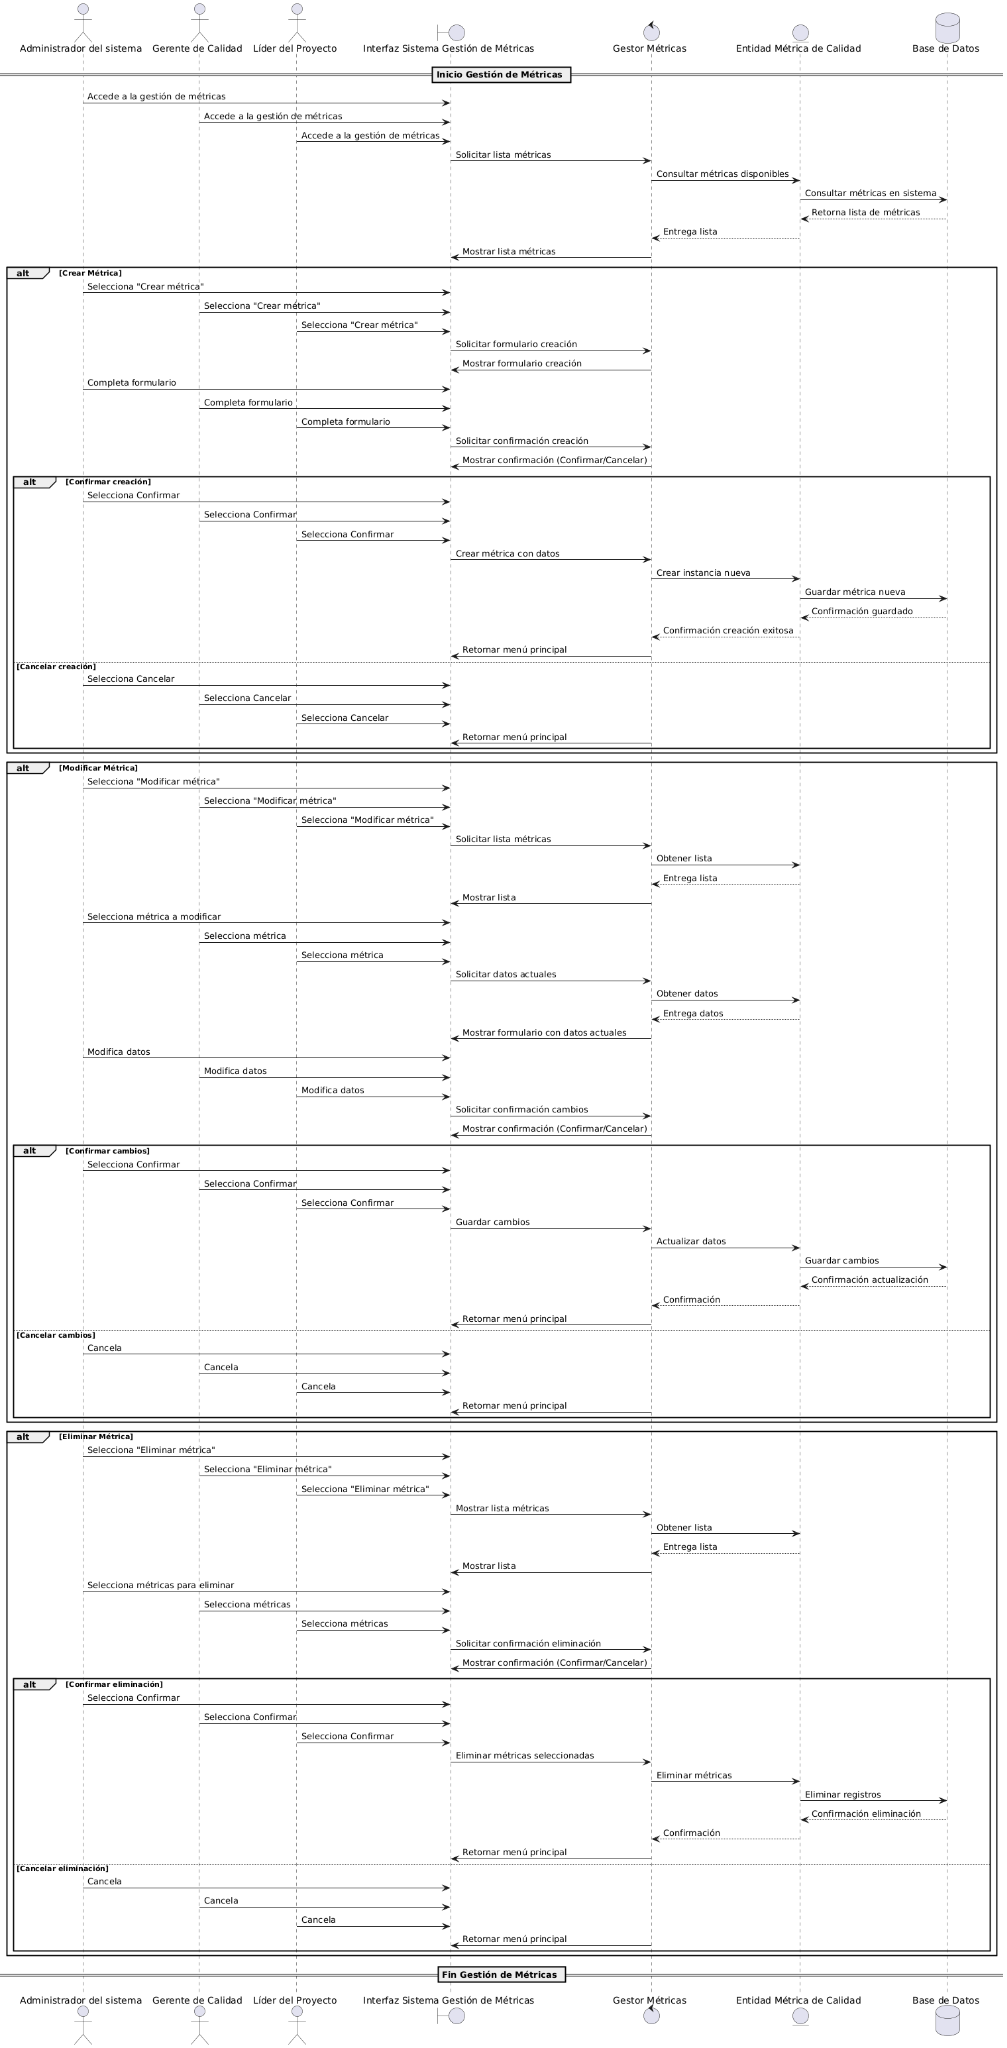 Administrador del sistema
Gerente de Calidad
Líder del Proyecto
Interfaz Sistema Gestión de Métricas
Gestor Métricas
Entidad Métrica de Calidad
Base de Datos
Inicio Gestión de Métricas
Accede a la gestión de métricas
Accede a la gestión de métricas
Accede a la gestión de métricas
Solicitar lista métricas
Consultar métricas disponibles
Consultar métricas en sistema
Retorna lista de métricas
Entrega lista
Mostrar lista métricas
alt [Crear Métrica]
Selecciona "Crear métrica"
Selecciona "Crear métrica"
Selecciona "Crear métrica"
Solicitar formulario creación
Mostrar formulario creación
Completa formulario
Completa formulario
Completa formulario
Solicitar confirmación creación
Mostrar confirmación (Confirmar/Cancelar)
alt [Confirmar creación]
Selecciona Confirmar
Selecciona Confirmar
Selecciona Confirmar
Crear métrica con datos
Crear instancia nueva
Guardar métrica nueva
Confirmación guardado
Confirmación creación exitosa
Retornar menú principal
[Cancelar creación]
Selecciona Cancelar
Selecciona Cancelar
Selecciona Cancelar
Retornar menú principal
alt [Modificar Métrica]
Selecciona "Modificar métrica"
Selecciona "Modificar métrica"
Selecciona "Modificar métrica"
Solicitar lista métricas
Obtener lista
Entrega lista
Mostrar lista
Selecciona métrica a modificar
Selecciona métrica
Selecciona métrica
Solicitar datos actuales
Obtener datos
Entrega datos
Mostrar formulario con datos actuales
Modifica datos
Modifica datos
Modifica datos
Solicitar confirmación cambios
Mostrar confirmación (Confirmar/Cancelar)
alt [Confirmar cambios]
Selecciona Confirmar
Selecciona Confirmar
Selecciona Confirmar
Guardar cambios
Actualizar datos
Guardar cambios
Confirmación actualización
Confirmación
Retornar menú principal
[Cancelar cambios]
Cancela
Cancela
Cancela
Retornar menú principal
alt [Eliminar Métrica]
Selecciona "Eliminar métrica"
Selecciona "Eliminar métrica"
Selecciona "Eliminar métrica"
Mostrar lista métricas
Obtener lista
Entrega lista
Mostrar lista
Selecciona métricas para eliminar
Selecciona métricas
Selecciona métricas
Solicitar confirmación eliminación
Mostrar confirmación (Confirmar/Cancelar)
alt [Confirmar eliminación]
Selecciona Confirmar
Selecciona Confirmar
Selecciona Confirmar
Eliminar métricas seleccionadas
Eliminar métricas
Eliminar registros
Confirmación eliminación
Confirmación
Retornar menú principal
[Cancelar eliminación]
Cancela
Cancela
Cancela
Retornar menú principal
Fin Gestión de Métricas
Administrador del sistema
Gerente de Calidad
Líder del Proyecto
Interfaz Sistema Gestión de Métricas
Gestor Métricas
Entidad Métrica de Calidad
Base de Datos